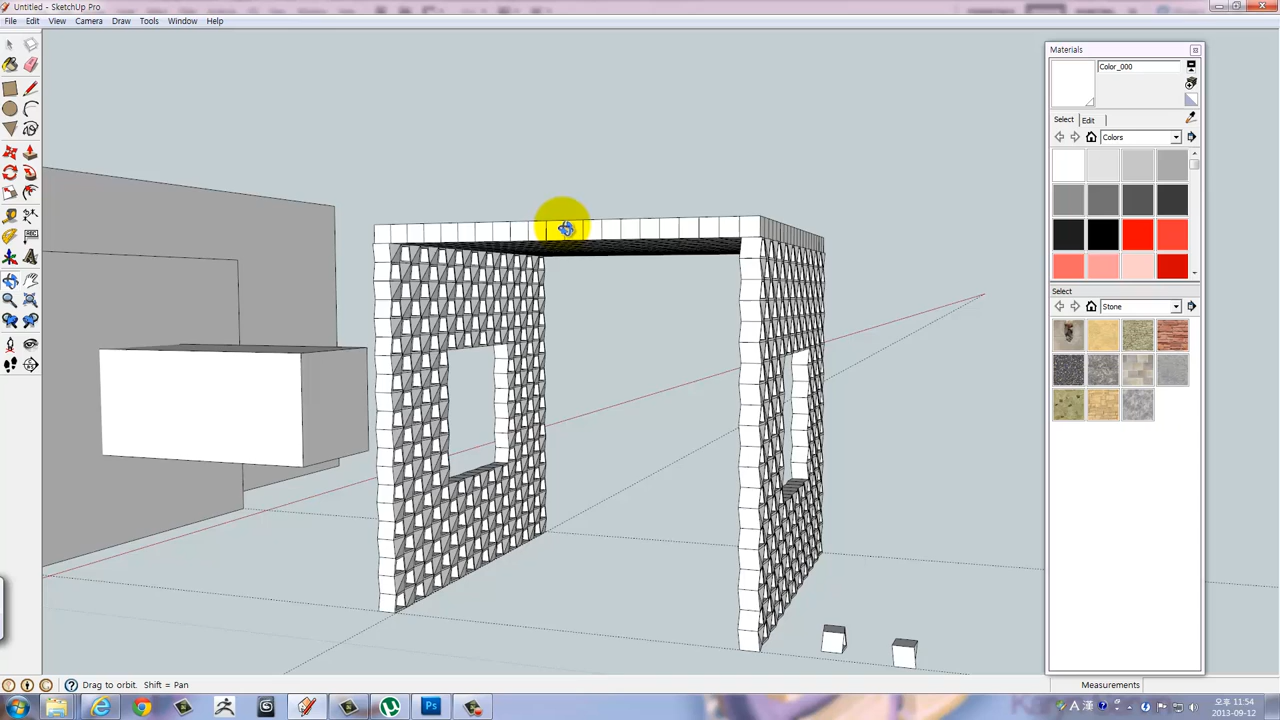 Untitled - SketchUp Pro
File Edit View Camera Draw Tools Window Help
Materials
Color_000
Select Edit
Colors
Select
Stone
Drag to orbit. Shift = Pan
Measurements
A 漢
오후 11:54
2013-09-12